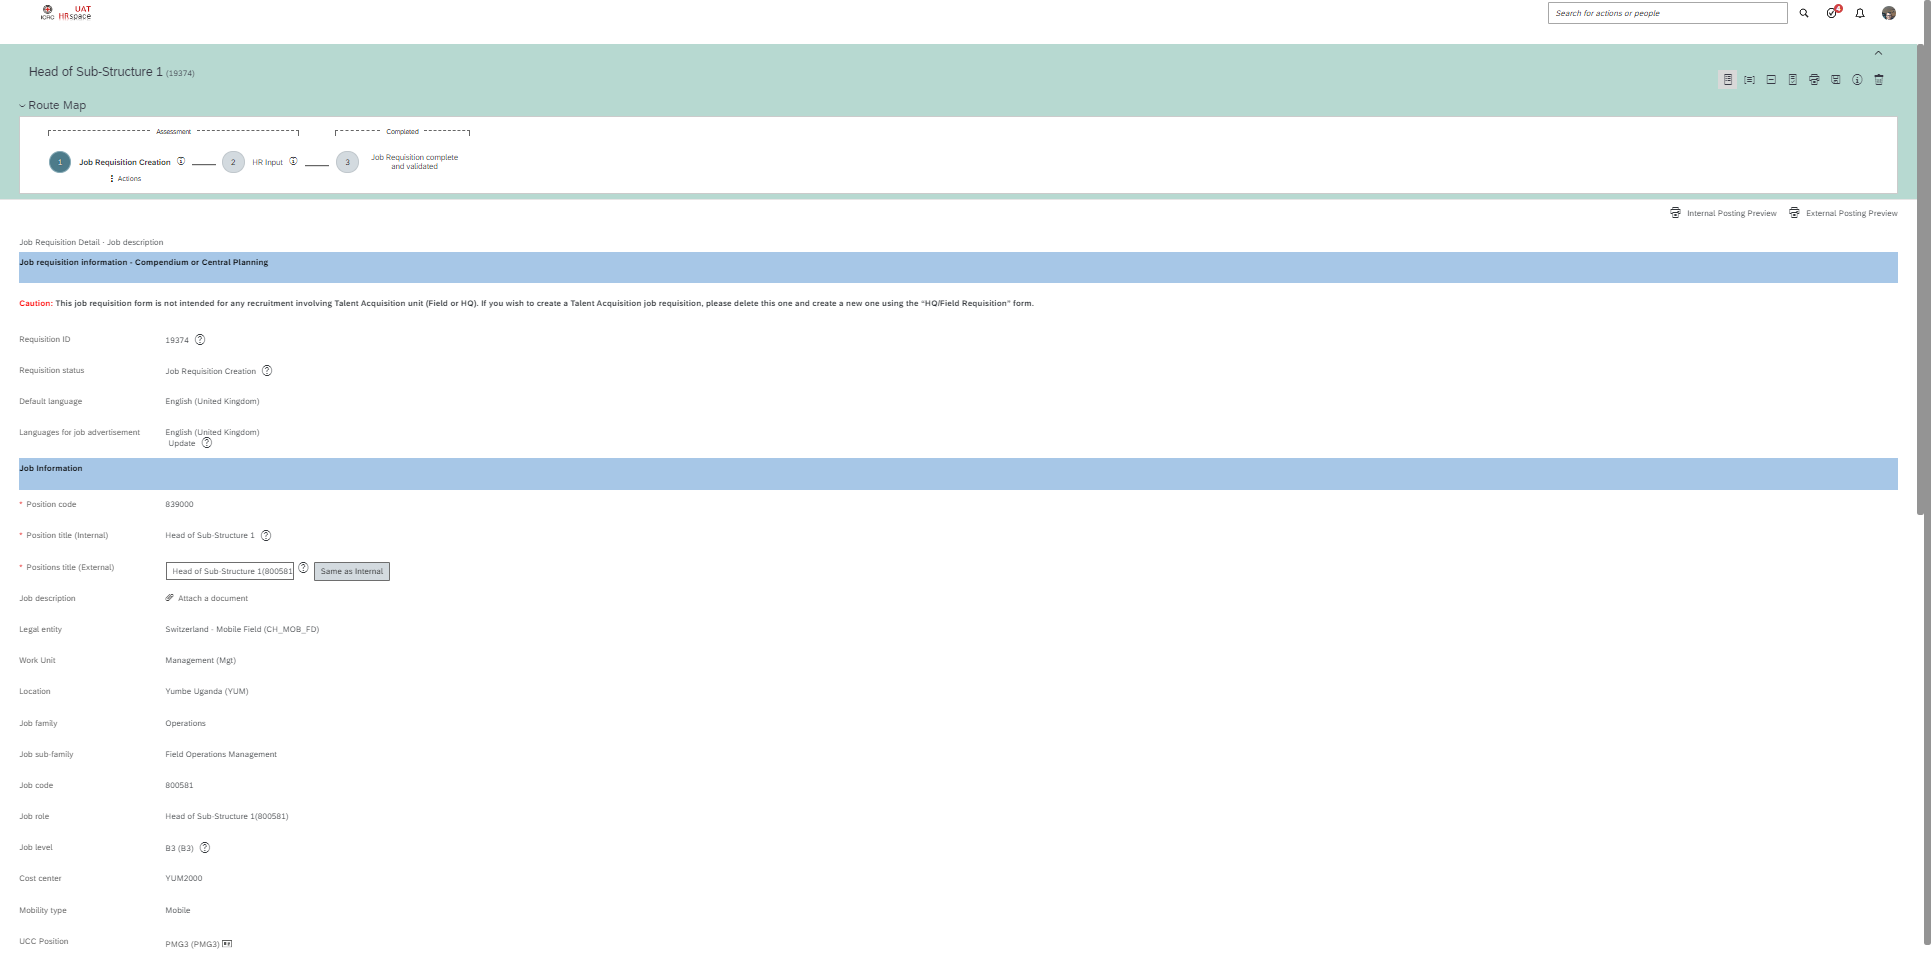 UAT
ICRC HRspace
Search for actions or people
4
Head of Sub-Structure 1 (19374)
Route Map
Assessment
Completed
1 Job Requisition Creation
2 HR Input
3 Job Requisition complete
and validated
Actions
Internal Posting Preview
External Posting Preview
Job Requisition Detail - Job description
Job requisition information - Compendium or Central Planning
Caution: This job requisition form is not intended for any recruitment involving Talent Acquisition unit (Field or HQ). If you wish to create a Talent Acquisition job requisition, please delete this one and create a new one using the "HQ/Field Requisition" form.
Requisition ID 19374
Requisition status Job Requisition Creation
Default language English (United Kingdom)
Languages for job advertisement English (United Kingdom)
Update
Job Information
* Position code 839000
* Position title (Internal) Head of Sub-Structure 1
* Positions title (External) Head of Sub-Structure 1(800581 Same as Internal
Job description Attach a document
Legal entity Switzerland - Mobile Field (CH_MOB_FD)
Work Unit Management (Mgt)
Location Yumbe Uganda (YUM)
Job family Operations
Job sub-family Field Operations Management
Job code 800581
Job role Head of Sub-Structure 1(800581)
Job level B3 (B3)
Cost center YUM2000
Mobility type Mobile
UCC Position PMG3 (PMG3)